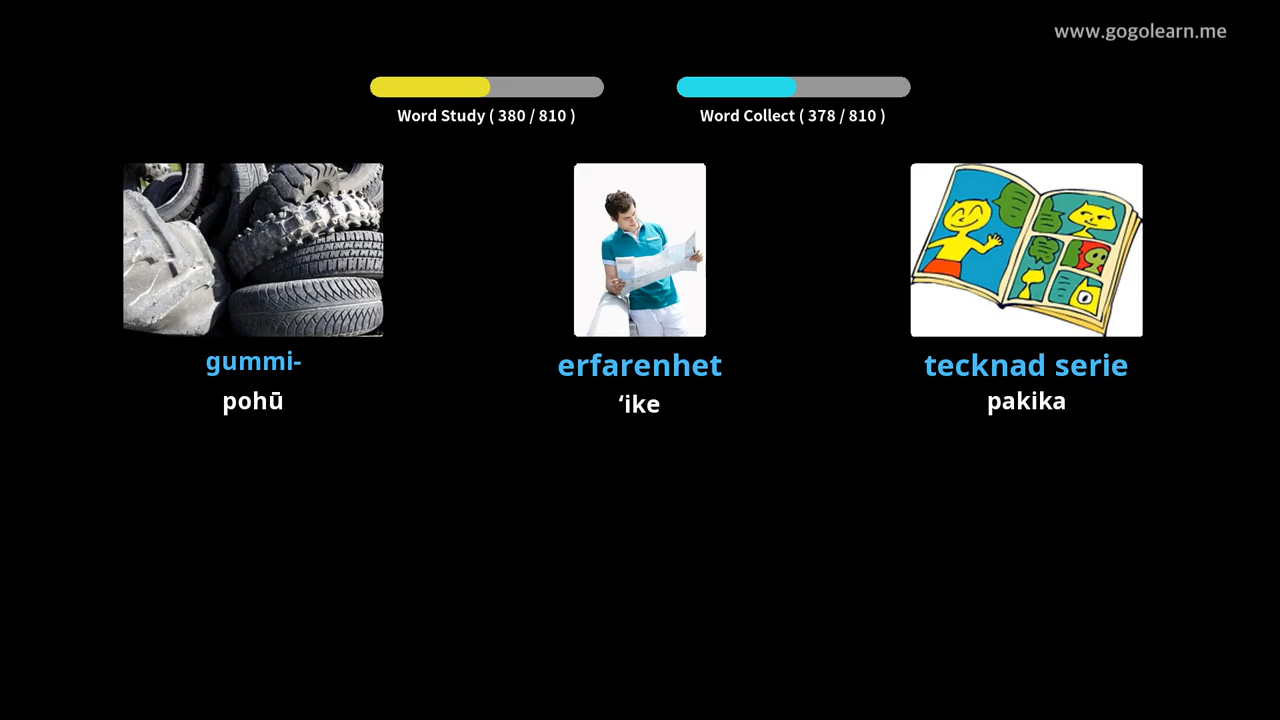 www.gogolearn.me
Word Study ( 380 / 810 )
Word Collect ( 378 / 810 )
gummi-
erfarenhet
tecknad serie
pohū
ʻike
pakika